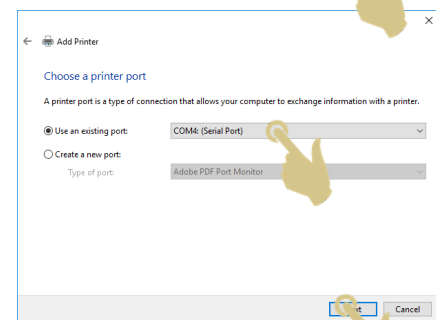 Add Printer
Choose a printer port
A printer port is a type of connection that allows your computer to exchange information with a printer.
Use an existing port: COM4: (Serial Port)
Create a new port:
Type of port: Adobe PDF Port Monitor
Cancel